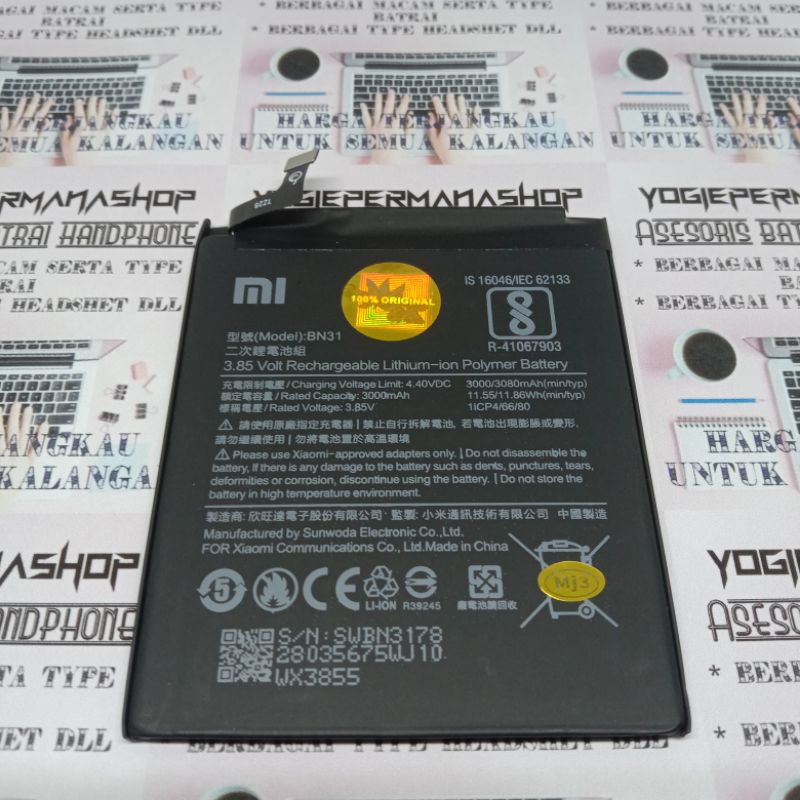 * BERBAGAI MACAM SERTA TYPE
BATRAI
* BERBAGAI TYPE HEADSHET DLL
HARGA TERJANGKAU
UNTUK SEMUA KALANGAN
YOGIEPERMANASHOP
ASESORIS BATRAI HANDPHONE
T225
mi
100% ORIGINAL
IS 16046/IEC 62133
R-41067903
型號(Model):BN31
二次鋰電池組
3.85 Volt Rechargeable Lithium-ion Polymer Battery
充電限制電壓/Charging Voltage Limit: 4.40VDC 3000/3080mAh(min/typ)
額定容量/Rated Capacity: 3000mAh 11.55/11.86Wh(min/typ)
標稱電壓/Rated Voltage: 3.85V 1ICP4/66/80
請使用原廠指定充電器|禁止自行拆解電池, 若電池出現膨脹或變形,
請勿繼續使用|勿將電池置於高溫環境
Please use Xiaomi-approved adapters only. | Do not disassemble the
battery, If there is any damage to the battery such as dents, punctures, tears,
deformities or corrosion, discontinue using the battery. | Do not store the
battery in high temperature environment.
製造商: 欣旺達電子股份有限公司 監製: 小米通訊技術有限公司 中國製造
Manufactured by Sunwoda Electronic Co.,Ltd.
FOR Xiaomi Communications Co., Ltd.Made in China
5
CE
LI-ION
R39245
廢電池請回收
Mj3
S/N: SWBN3178
28035675WJ10
WX3855